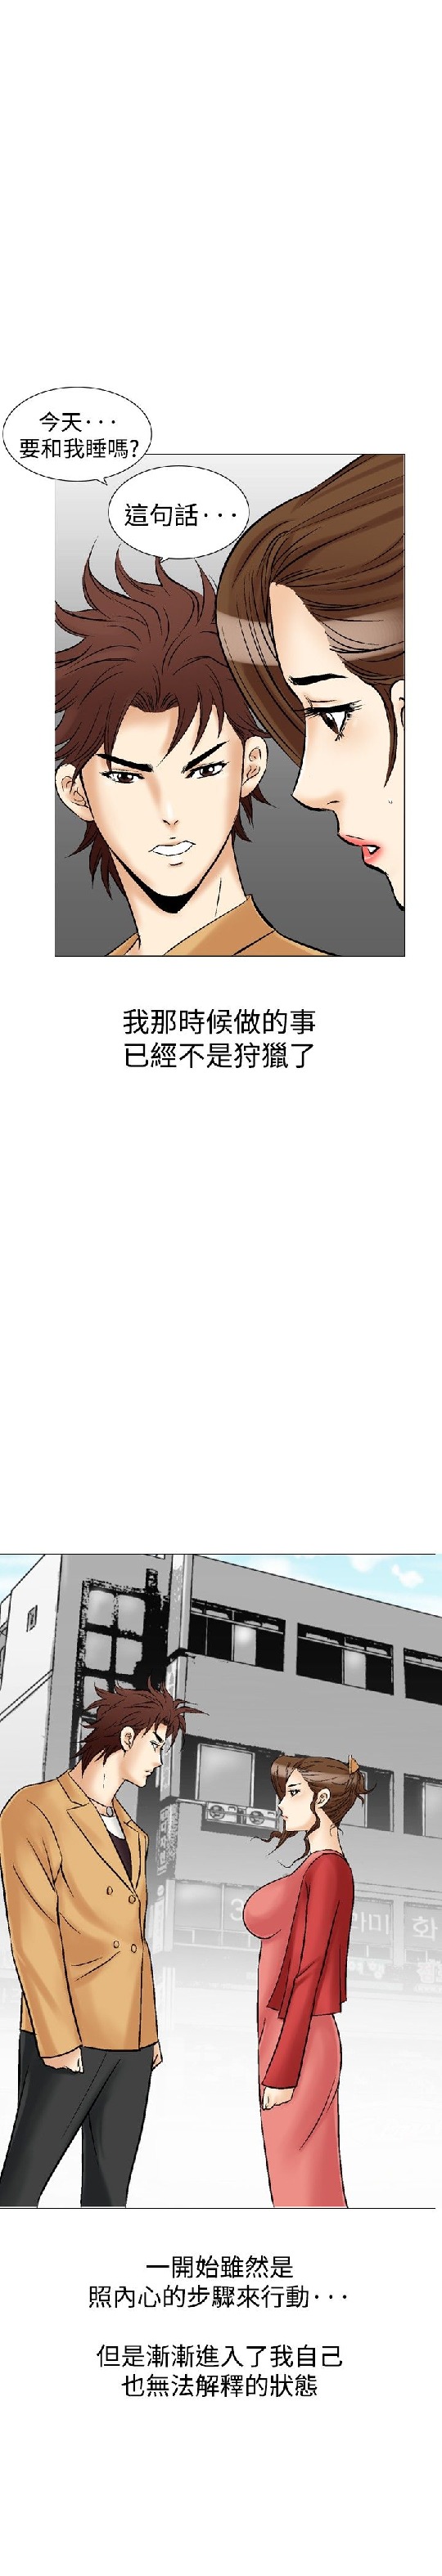 今天···
要和我睡嗎?
這句話···
我那時候做的事
已經不是狩獵了
一開始雖然是
照內心的步驟來行動···
但是漸漸進入了我自己
也無法解釋的狀態